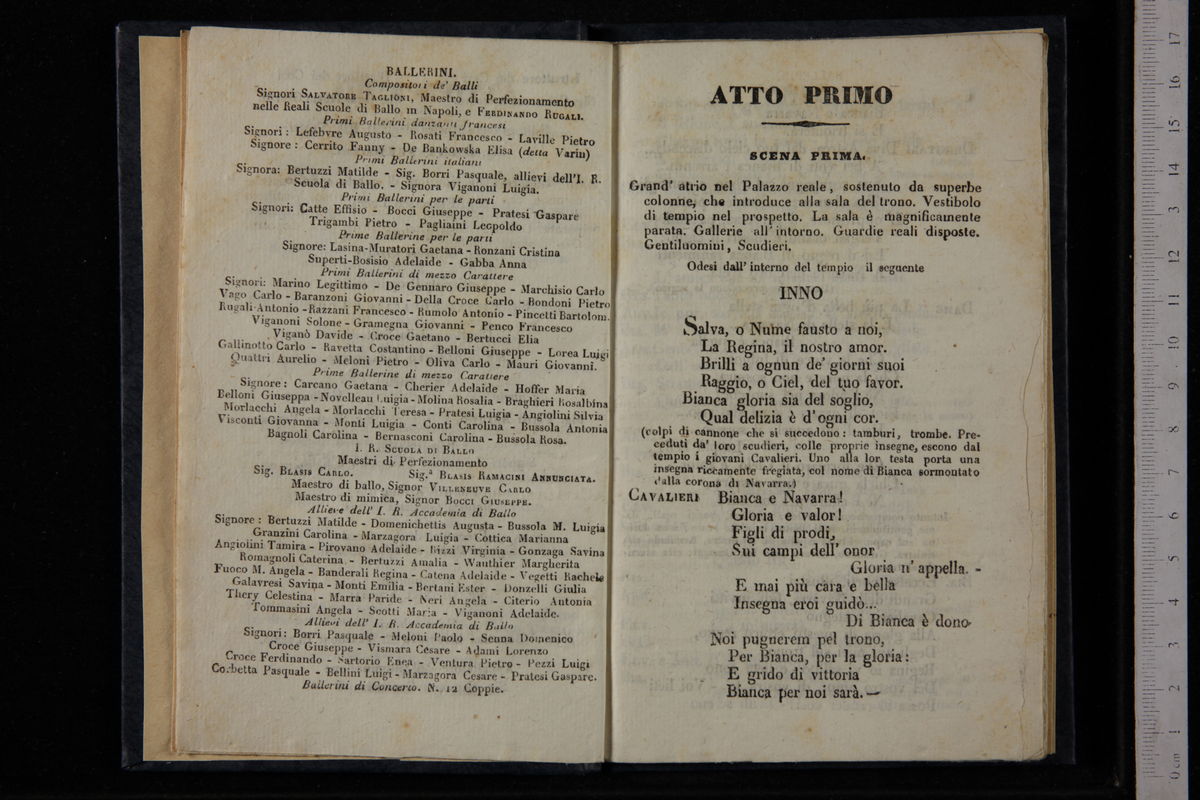 BALLERINI.
Compositori de' Balli
Signori SALVATORE TAGLIONI, Maestro di Perfezionamento
nelle Reali Scuole di Ballo in Napoli, e FERDINANDO RUGALI.
Primi Ballerini danzanti francesi
Signori: Lefebvre Augusto - Rosati Francesco - Laville Pietro
Signore: Cerrito Fanny - De Bankowska Elisa (detta Varin)
Primi Ballerini italiani
Signora: Bertuzzi Matilde - Sig. Borri Pasquale, allievi dell'I. R.
Scuola di Ballo. - Signora Viganoni Luigia.
Primi Ballerini per le parti
Signori: Catte Effisio - Bocci Giuseppe - Pratesi Gaspare
Trigambi Pietro - Pagliaini Leopoldo
Prime Ballerine per le parti
Signore: Lasina-Muratori Gaetana - Ronzani Cristina
Superti-Bosisio Adelaide - Gabba Anna
Primi Ballerini di mezzo Carattere
Signori: Marino Legittimo - De Gennaro Giuseppe - Marchisio Carlo
Vago Carlo - Baranzoni Giovanni - Della Croce Carlo - Bondoni Pietro
Rugali Antonio - Razzani Francesco - Rumolo Antonio - Pincetti Bartolom.
Viganoni Solone - Gramegna Giovanni - Penco Francesco
Viganò Davide - Croce Gaetano - Bertucci Elia
Gallinotto Carlo - Ravetta Costantino - Belloni Giuseppe - Lorea Luigi
Quattri Aurelio - Meloni Pietro - Oliva Carlo - Mauri Giovanni.
Prime Ballerine di mezzo Carattere
Signore: Carcano Gaetana - Cherier Adelaide - Hoffer Maria
Belloni Giuseppa - Novelleau Luigia - Molina Rosalia - Braghieri Rosalbina
Morlacchi Angela - Morlacchi Teresa - Pratesi Luigia - Angiolini Silvia
Visconti Giovanna - Monti Luigia - Conti Carolina - Bussola Antonia
Bagnoli Carolina - Bernasconi Carolina - Bussola Rosa.
I. R. SCUOLA DI BALLO
Maestri di Perfezionamento
Sig. BLASIS CARLO. Sig.ª BLASIS RAMACINI ANNUNCIATA.
Maestro di ballo, Signor VILLENEUVE CARLO
Maestro di mimica, Signor BOCCI GIUSEPPE.
Allieve dell' I. R. Accademia di Ballo
Signore: Bertuzzi Matilde - Domenichettis Augusta - Bussola M. Luigia
Granzini Carolina - Marzagora Luigia - Cottica Marianna
Angiolini Tamira - Pirovano Adelaide - Rizzi Virginia - Gonzaga Savina
Romagnoli Caterina - Bertuzzi Amalia - Wauthier Margherita
Fuoco M. Angela - Banderali Regina - Catena Adelaide - Vegetti Rachele
Galavresi Savina - Monti Emilia - Bertani Ester - Donzelli Giulia
Thery Celestina - Marra Paride - Neri Angela - Citerio Antonia
Tommasini Angela - Scotti Maria - Viganoni Adelaide.
Allievi dell' I. R. Accademia di Ballo
Signori: Borri Pasquale - Meloni Paolo - Senna Domenico
Croce Giuseppe - Vismara Cesare - Adami Lorenzo
Croce Ferdinando - Sartorio Enea - Ventura Pietro - Pezzi Luigi
Corbetta Pasquale - Bellini Luigi - Marzagora Cesare - Pratesi Gaspare.
Ballerini di Concerto. N. 12 Coppie.
ATTO PRIMO
SCENA PRIMA.
Grand' atrio nel Palazzo reale, sostenuto da superbe
colonne, che introduce alla sala del trono. Vestibolo
di tempio nel prospetto. La sala è magnificamente
parata. Gallerie all' intorno. Guardie reali disposte.
Gentiluomini, Scudieri.
Odesi dall' interno del tempio il seguente
INNO
Salva, o Nume fausto a noi,
La Regina, il nostro amor.
Brilli a ognun de' giorni suoi
Raggio, o Ciel, del tuo favor.
Bianca gloria sia del soglio,
Qual delizia è d'ogni cor.
(colpi di cannone che si succedono: tamburi, trombe. Pre-
ceduti da' loro scudieri, colle proprie insegne, escono dal
tempio i giovani Cavalieri. Uno alla lor testa porta una
insegna riccamente fregiata, col nome di Bianca sormontato
dalla corona di Navarra.)
CAVALIERI Bianca e Navarra!
Gloria e valor!
Figli di prodi,
Sui campi dell' onor
Gloria n' appella. -
E mai più cara e bella
Insegna eroi guidò...
Di Bianca è dono
Noi pugnerem pel trono,
Per Bianca, per la gloria:
E grido di vittoria
Bianca per noi sarà. —
0 cm 1 2 3 4 5 6 7 8 9 10 11 12 13 14 15 16 17